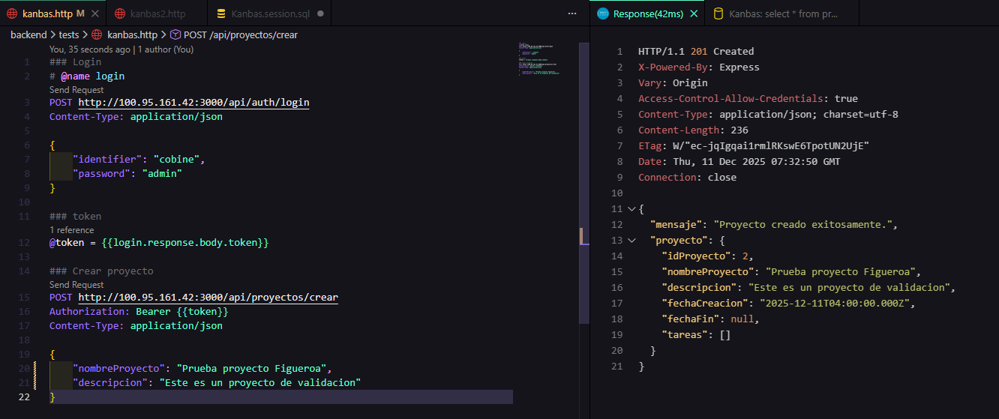 kanbas.http M
kanbas2.http
Kanbas.session.sql
Response(42ms)
Kanbas: select * from pr...
backend > tests > kanbas.http > POST /api/proyectos/crear
You, 35 seconds ago | 1 author (You)
1 ### Login
2 # @name login
Send Request
3 POST http://100.95.161.42:3000/api/auth/login
4 Content-Type: application/json
5
6 {
7 "identifier": "cobine",
8 "password": "admin"
9 }
10
11 ### token
1 reference
12 @token = {{login.response.body.token}}
13
14 ### Crear proyecto
Send Request
15 POST http://100.95.161.42:3000/api/proyectos/crear
16 Authorization: Bearer {{token}}
17 Content-Type: application/json
18
19 {
20 "nombreProyecto": "Prueba proyecto Figueroa",
21 "descripcion": "Este es un proyecto de validacion"
22 }
1 HTTP/1.1 201 Created
2 X-Powered-By: Express
3 Vary: Origin
4 Access-Control-Allow-Credentials: true
5 Content-Type: application/json; charset=utf-8
6 Content-Length: 236
7 ETag: W/"ec-jqIgqai1rmlRKswE6TpotUN2UjE"
8 Date: Thu, 11 Dec 2025 07:32:50 GMT
9 Connection: close
10
11 {
12 "mensaje": "Proyecto creado exitosamente.",
13 "proyecto": {
14 "idProyecto": 2,
15 "nombreProyecto": "Prueba proyecto Figueroa",
16 "descripcion": "Este es un proyecto de validacion",
17 "fechaCreacion": "2025-12-11T04:00:00.000Z",
18 "fechaFin": null,
19 "tareas": []
20 }
21 }